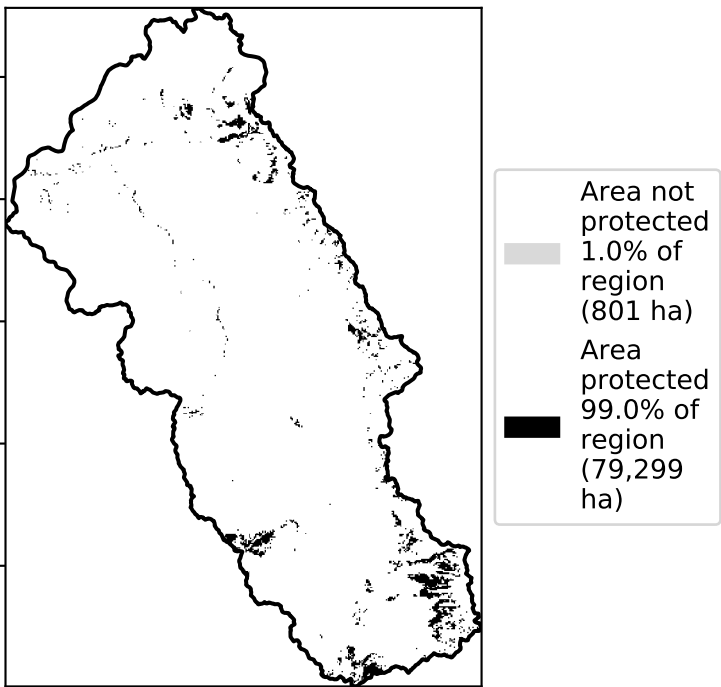 Area not
protected
1.0% of
region
(801 ha)
Area
protected
99.0% of
region
(79,299
ha)